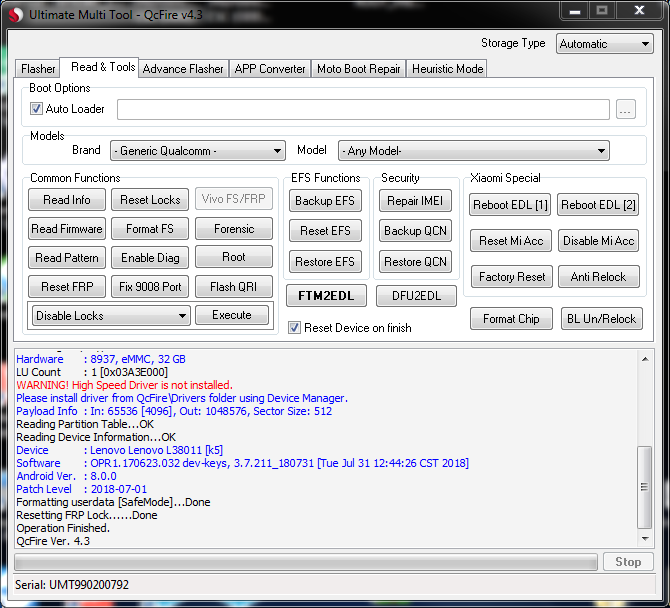 Ultimate Multi Tool - QcFire v4.3
Storage Type Automatic
Flasher Read & Tools Advance Flasher APP Converter Moto Boot Repair Heuristic Mode
Boot Options
Auto Loader ...
Models
Brand - Generic Qualcomm - Model - Any Model-
Common Functions EFS Functions Security Xiaomi Special
Read Info Reset Locks Vivo FS/FRP Backup EFS Repair IMEI Reboot EDL [1] Reboot EDL [2]
Read Firmware Format FS Forensic Reset EFS Backup QCN Reset Mi Acc Disable Mi Acc
Read Pattern Enable Diag Root Restore EFS Restore QCN Factory Reset Anti Relock
Reset FRP Fix 9008 Port Flash QRI FTM2EDL DFU2EDL
Disable Locks Execute Reset Device on finish Format Chip BL Un/Relock
Hardware : 8937, eMMC, 32 GB
LU Count : 1 [0x03A3E000]
WARNING! High Speed Driver is not installed.
Please install driver from QcFire\Drivers folder using Device Manager.
Payload Info : In: 65536 [4096], Out: 1048576, Sector Size: 512
Reading Partition Table...OK
Reading Device Information...OK
Device : Lenovo Lenovo L38011 [k5]
Software : OPR1.170623.032 dev-keys, 3.7.211_180731 [Tue Jul 31 12:44:26 CST 2018]
Android Ver. : 8.0.0
Patch Level : 2018-07-01
Formatting userdata [SafeMode]...Done
Resetting FRP Lock......Done
Operation Finished.
QcFire Ver. 4.3
Stop
Serial: UMT990200792